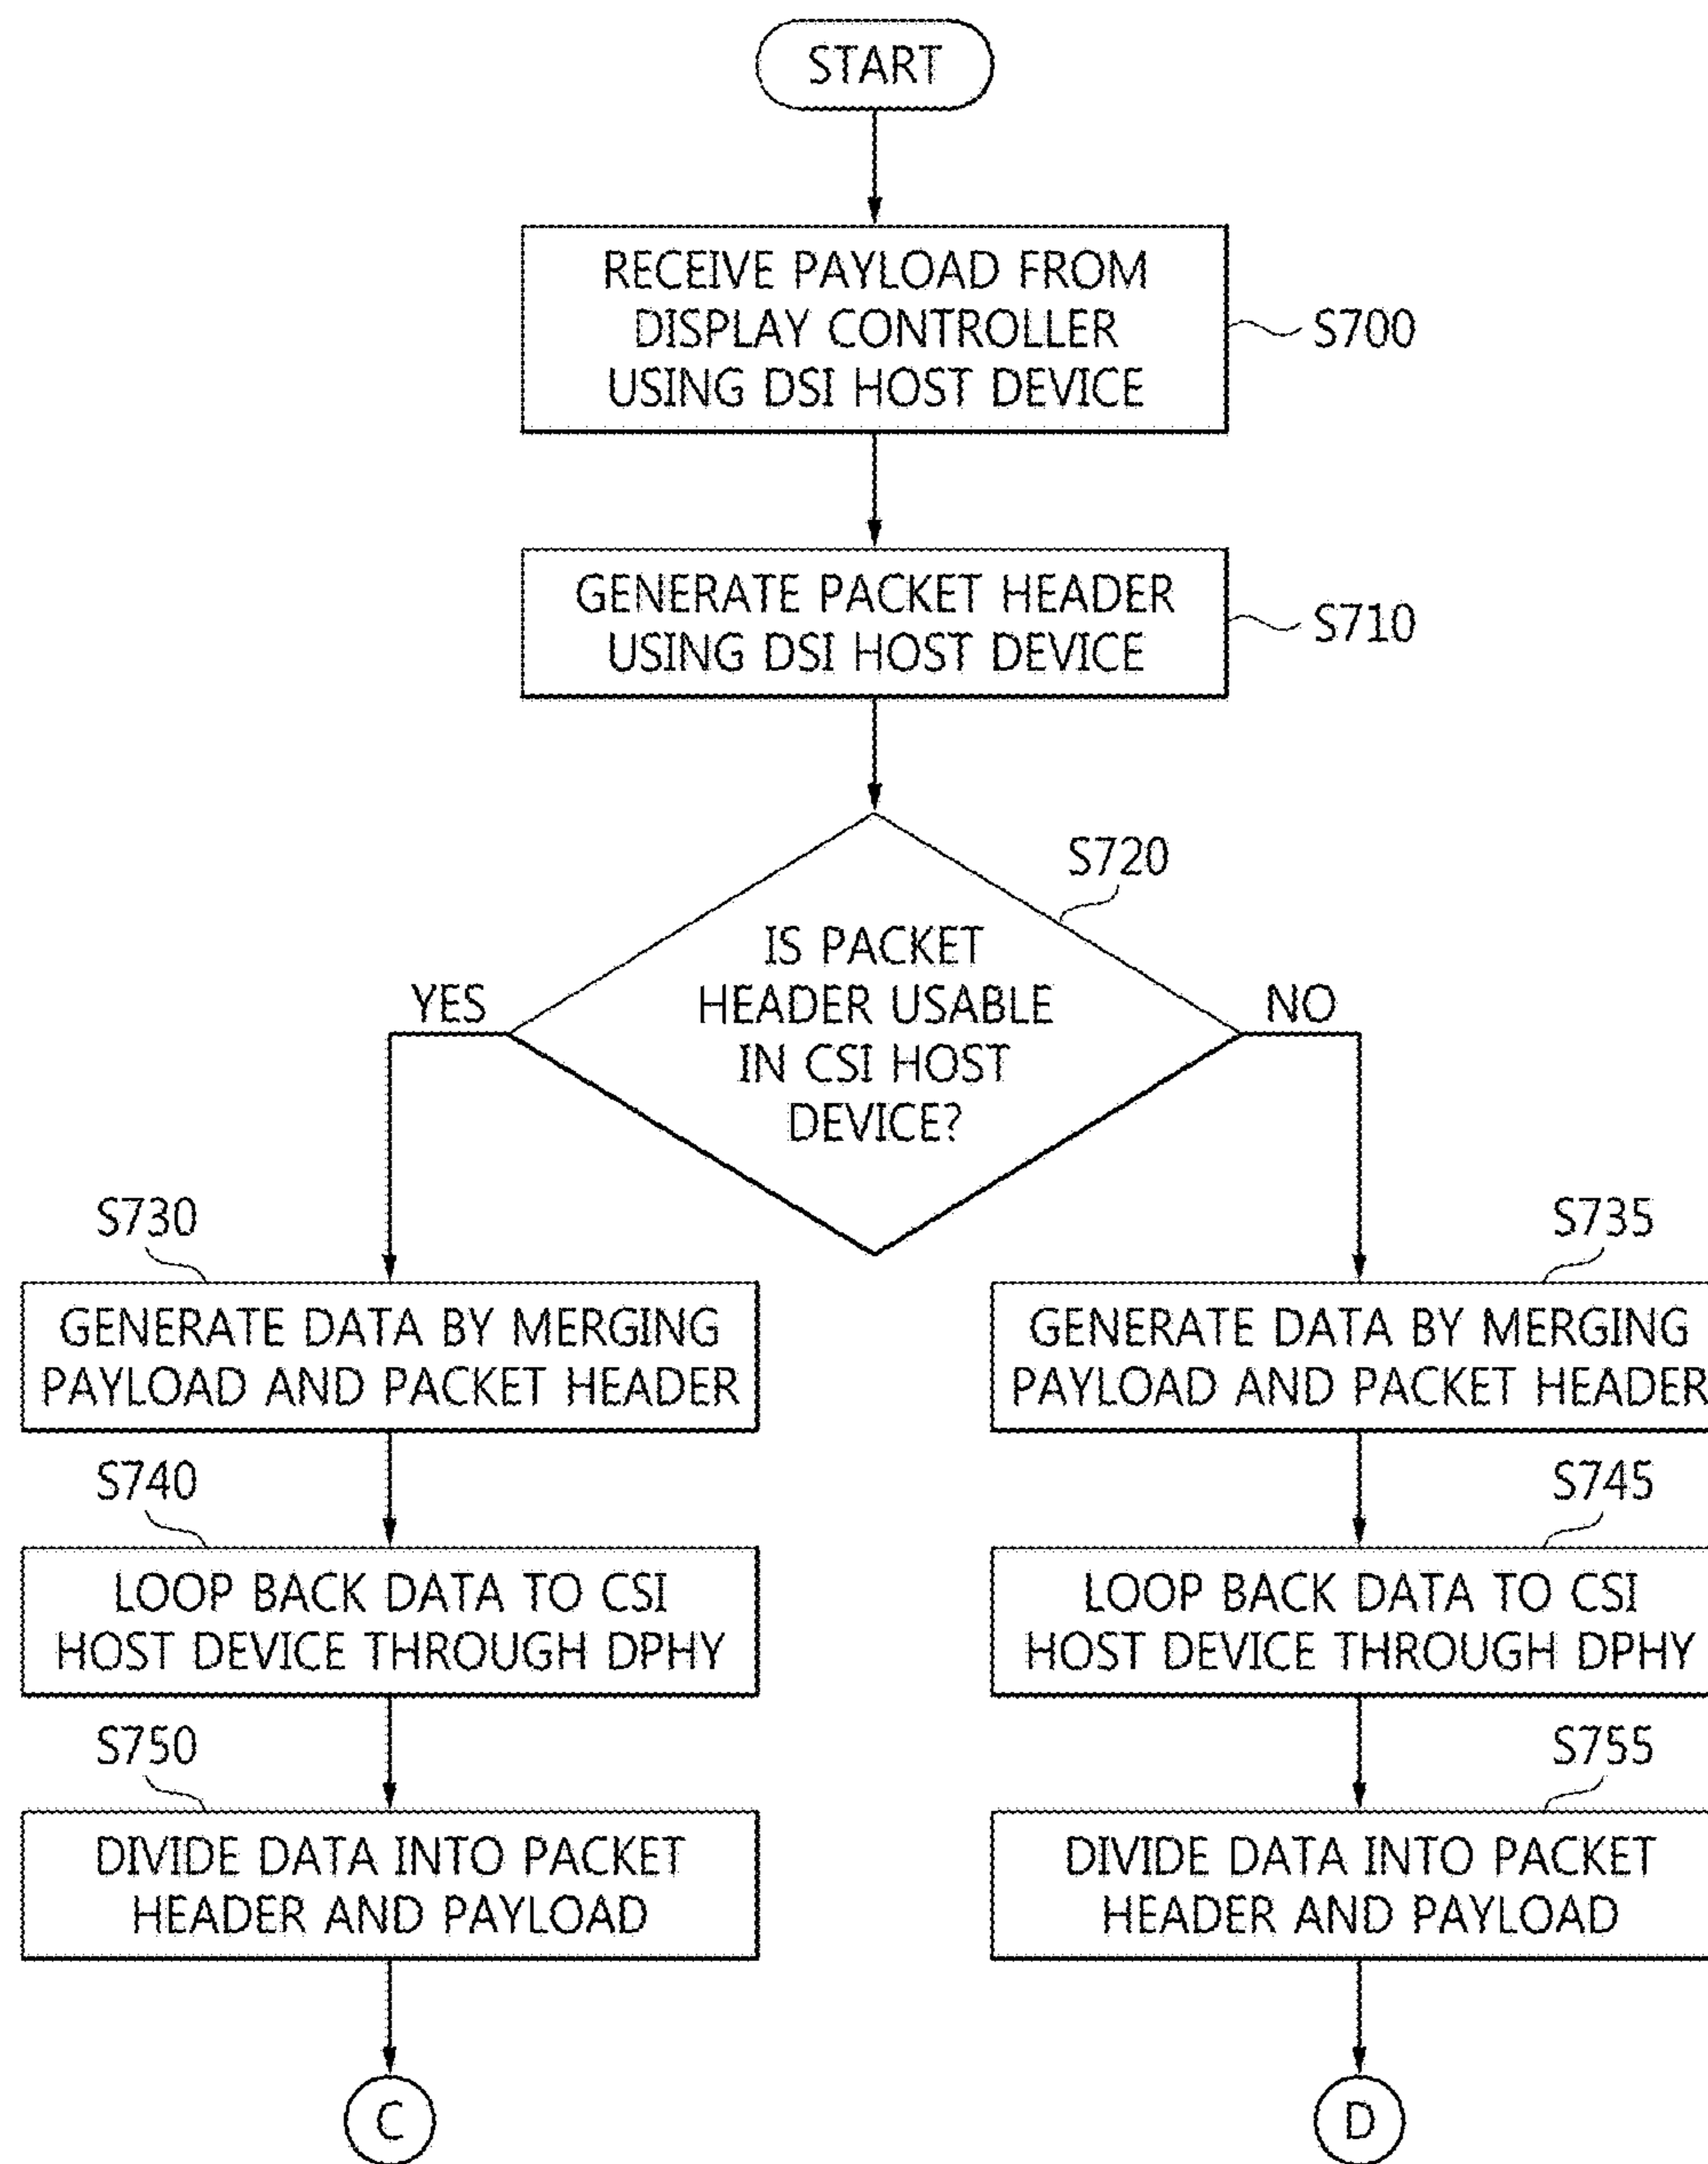 START
RECEIVE PAYLOAD FROM
DISPLAY CONTROLLER
USING DSI HOST DEVICE
S700
GENERATE PACKET HEADER
USING DSI HOST DEVICE
S710
S720
IS PACKET
HEADER USABLE
IN CSI HOST
DEVICE?
YES
NO
S730
GENERATE DATA BY MERGING
PAYLOAD AND PACKET HEADER
S740
LOOP BACK DATA TO CSI
HOST DEVICE THROUGH DPHY
S750
DIVIDE DATA INTO PACKET
HEADER AND PAYLOAD
C
S735
GENERATE DATA BY MERGING
PAYLOAD AND PACKET HEADER
S745
LOOP BACK DATA TO CSI
HOST DEVICE THROUGH DPHY
S755
DIVIDE DATA INTO PACKET
HEADER AND PAYLOAD
D